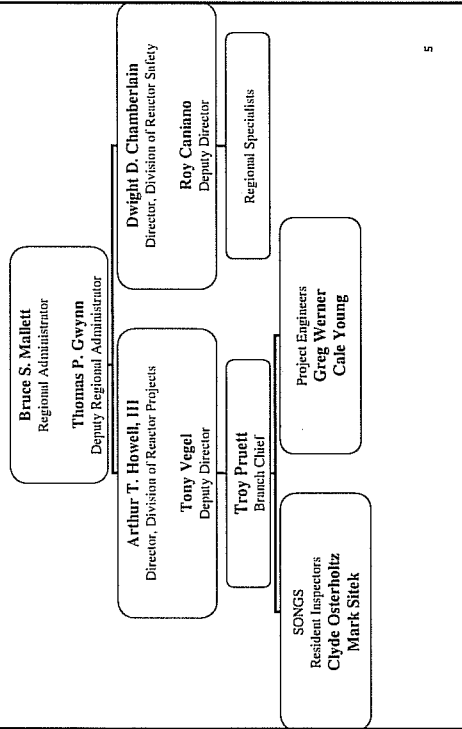 Bruce S. Mallett
Regional Administrator
Thomas P. Gwynn
Deputy Regional Administrator
Arthur T. Howell, III
Director, Division of Reactor Projects
Tony Vegel
Deputy Director
Dwight D. Chamberlain
Director, Division of Reactor Safety
Roy Caniano
Deputy Director
Troy Pruett
Branch Chief
Regional Specialists
SONGS
Resident Inspectors
Clyde Osterholtz
Mark Sitek
Project Engineers
Greg Werner
Cale Young
5